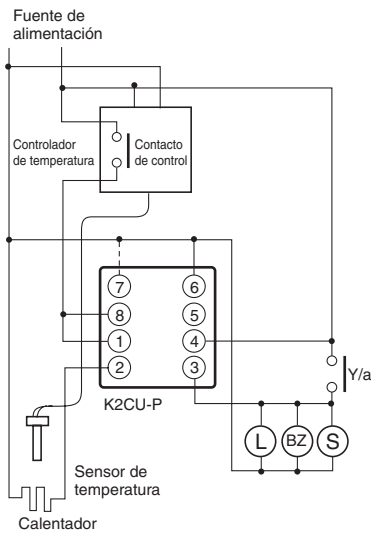 Fuente de
alimentación
Controlador
de temperatura
Contacto
de control
7
6
8
5
1
4
2
3
K2CU-P
Y/a
L
BZ
S
Sensor de
temperatura
Calentador